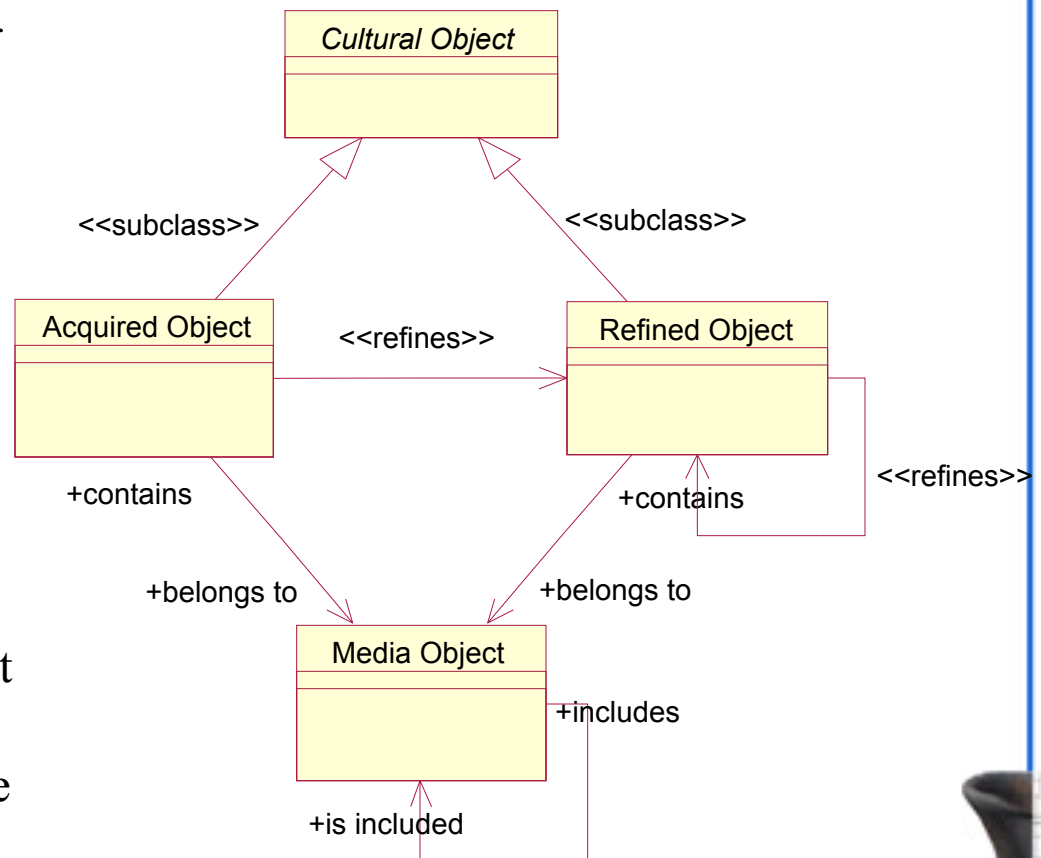 Cultural Object
<<subclass>>
<<subclass>>
Acquired Object
<<refines>>
Refined Object
<<refines>>
+contains
+contains
+belongs to
+belongs to
t
Media Object
+includes
e
+is included